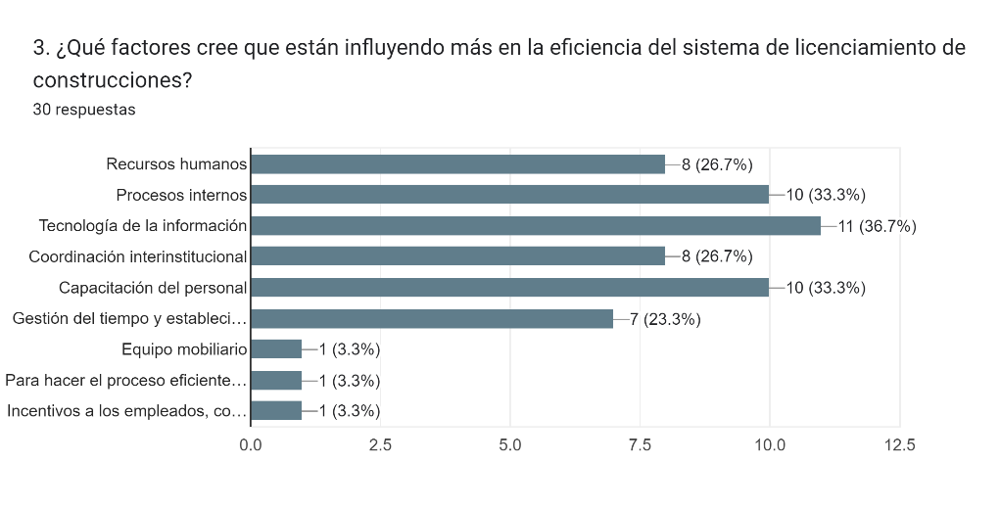 3. ¿Qué factores cree que están influyendo más en la eficiencia del sistema de licenciamiento de
construcciones?
30 respuestas
Recursos humanos 8 (26.7%)
Procesos internos 10 (33.3%)
Tecnología de la información 11 (36.7%)
Coordinación interinstitucional 8 (26.7%)
Capacitación del personal 10 (33.3%)
Gestión del tiempo y estableci… 7 (23.3%)
Equipo mobiliario 1 (3.3%)
Para hacer el proceso eficiente… 1 (3.3%)
Incentivos a los empleados, co… 1 (3.3%)
0.0 2.5 5.0 7.5 10.0 12.5